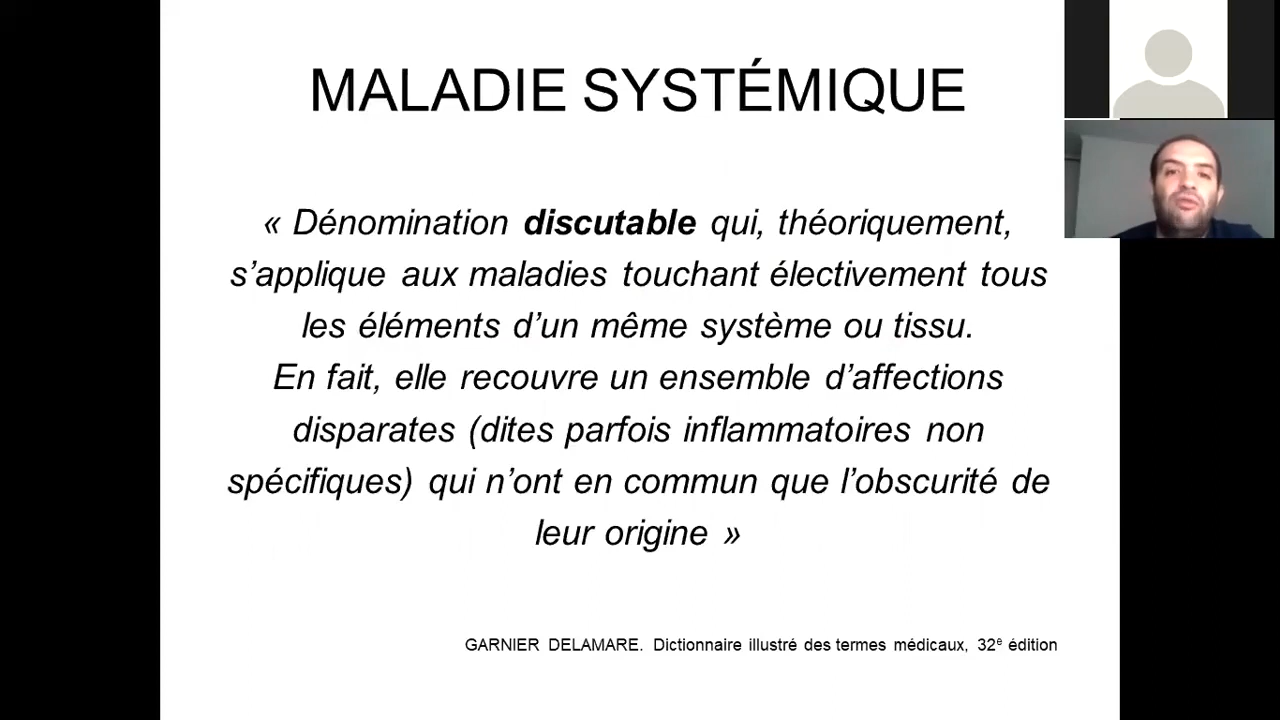 MALADIE SYSTÉMIQUE
« Dénomination discutable qui, théoriquement,
s’applique aux maladies touchant électivement tous
les éléments d’un même système ou tissu.
En fait, elle recouvre un ensemble d’affections
disparates (dites parfois inflammatoires non
spécifiques) qui n’ont en commun que l’obscurité de
leur origine »
GARNIER DELAMARE. Dictionnaire illustré des termes médicaux, 32e édition